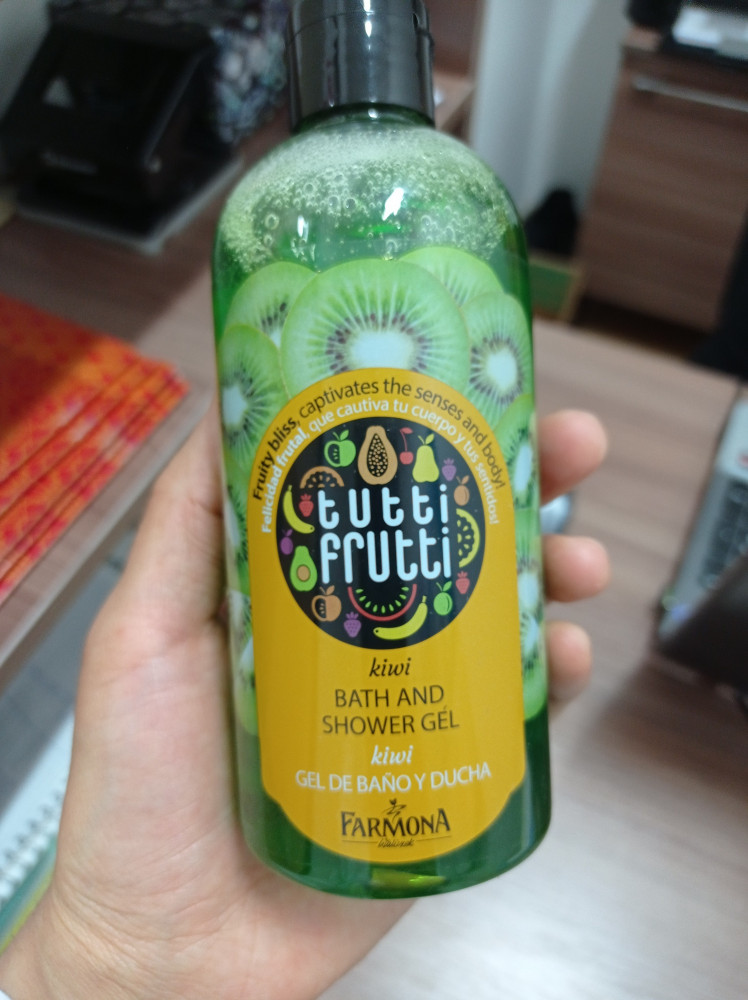 Fruity bliss, captivates the senses and body!
Felicidad frutal, que cautiva tu cuerpo y tus sentidos!
tutti
frutti
kiwi
BATH AND
SHOWER GEL
kiwi
GEL DE BAÑO Y DUCHA
FARMONA